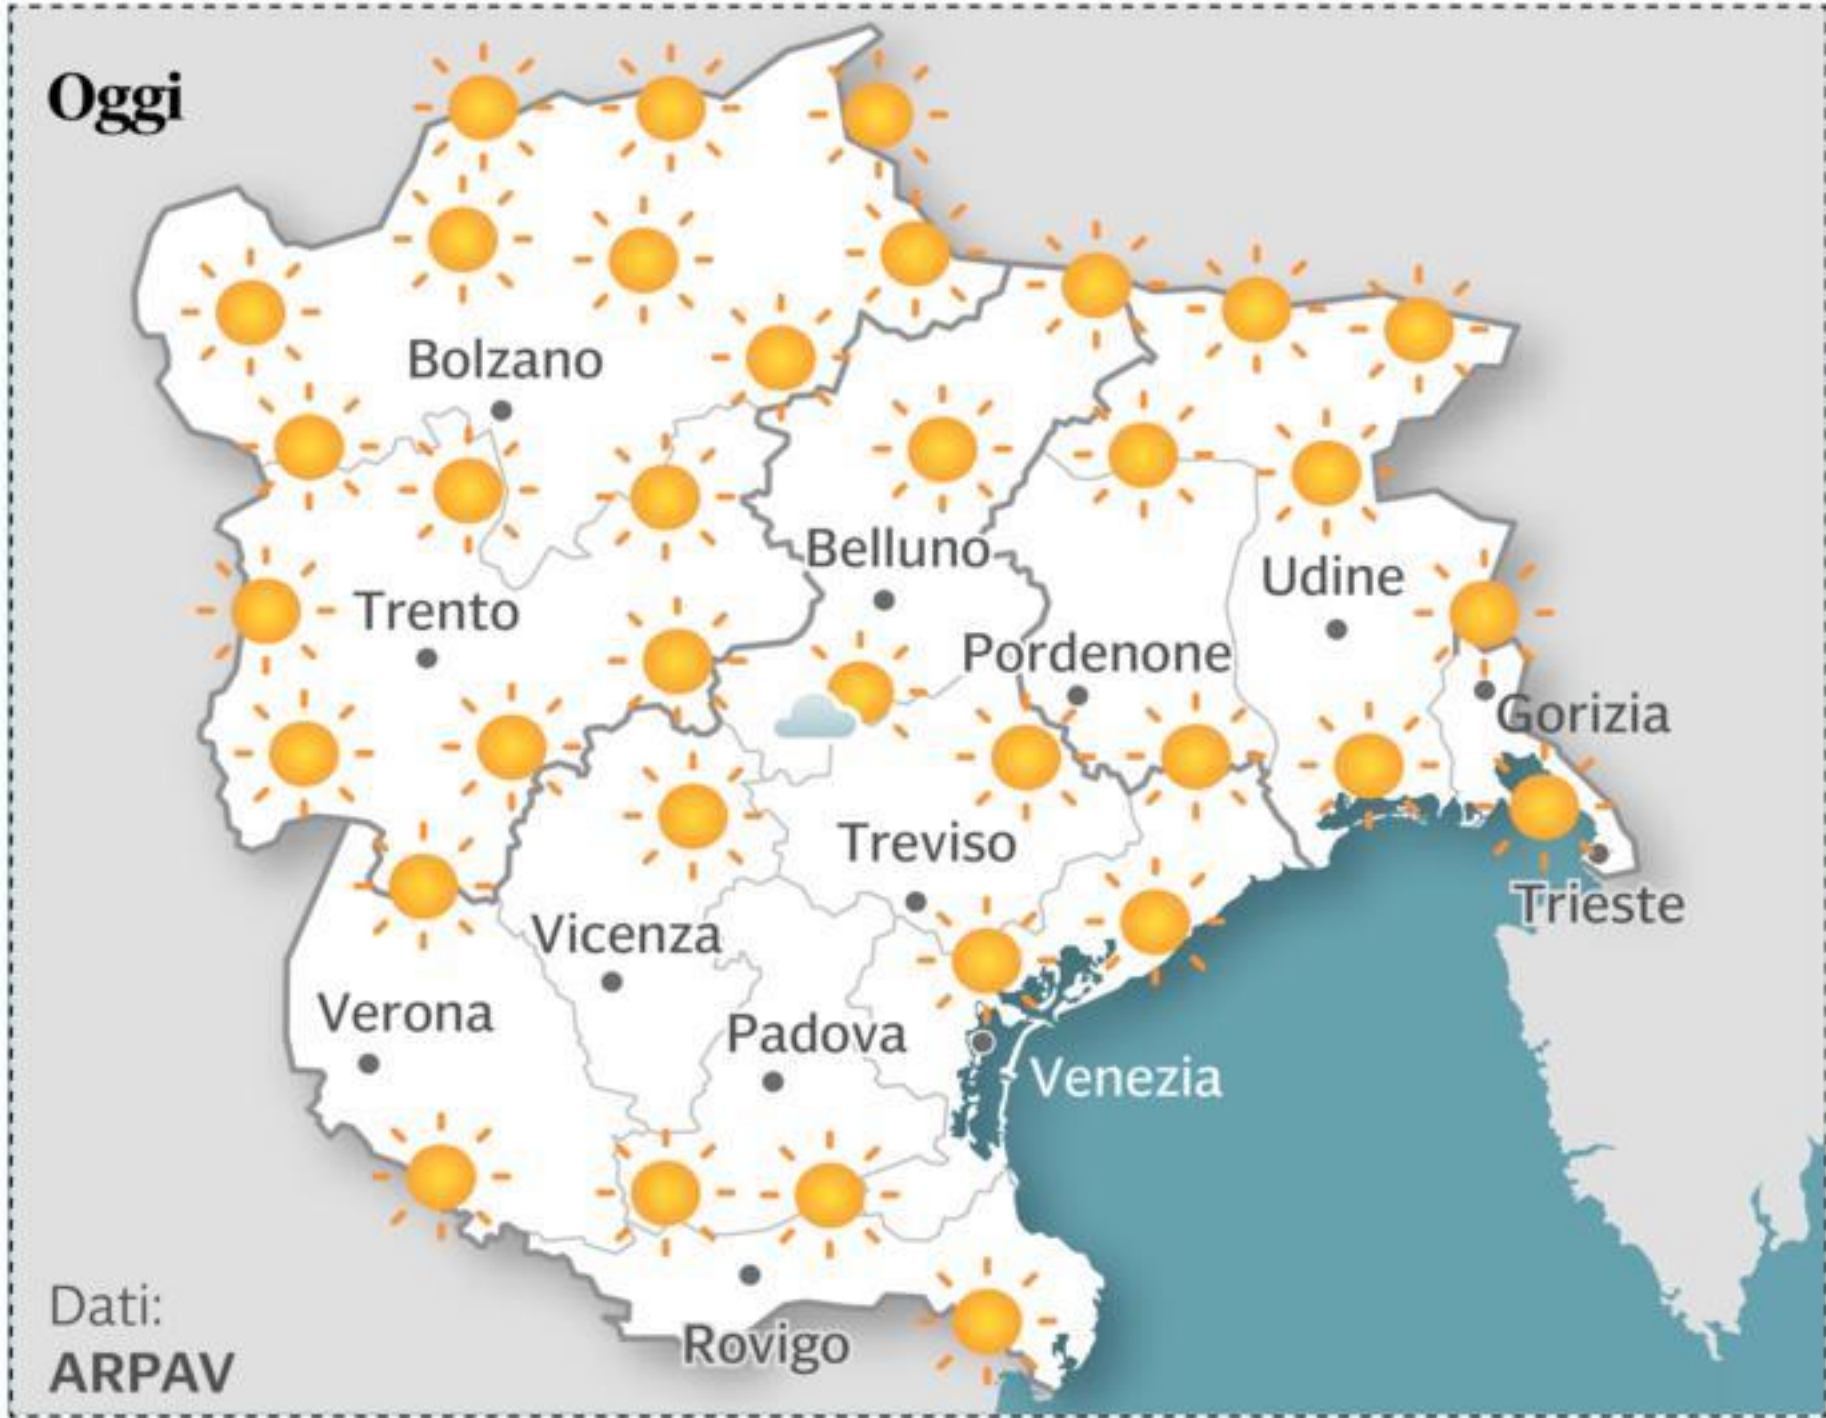 Oggi
Bolzano
Belluno
Udine
Trento
Pordenone
Gorizia
Treviso
Trieste
Vicenza
Verona
Padova
Venezia
Rovigo
Dati:
ARPAV